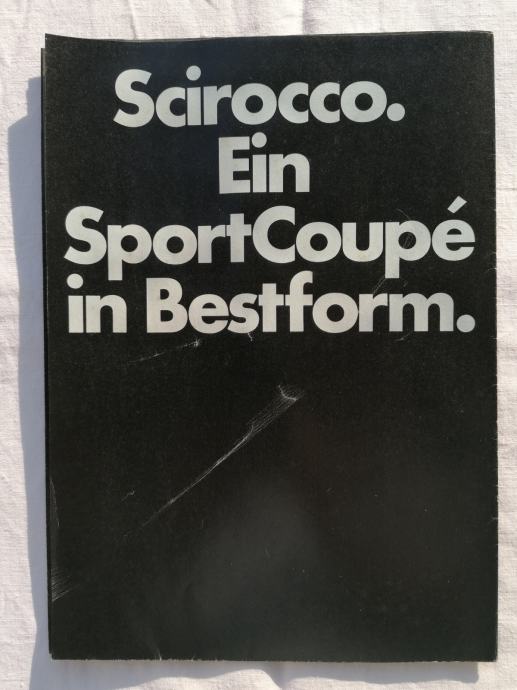 Scirocco.
Ein
SportCoupé
in Bestform.